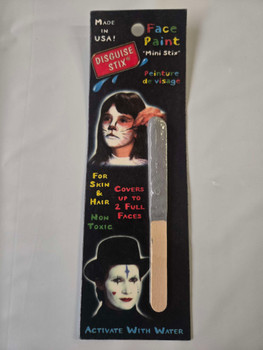 Made
in
USA!
Face
Paint
"Mini Stix"
DISGUISE
STIX®
Peinture
de visage
For
Skin
&
Hair
Non
Toxic
Covers
up to
2 Full
Faces
Activate With Water